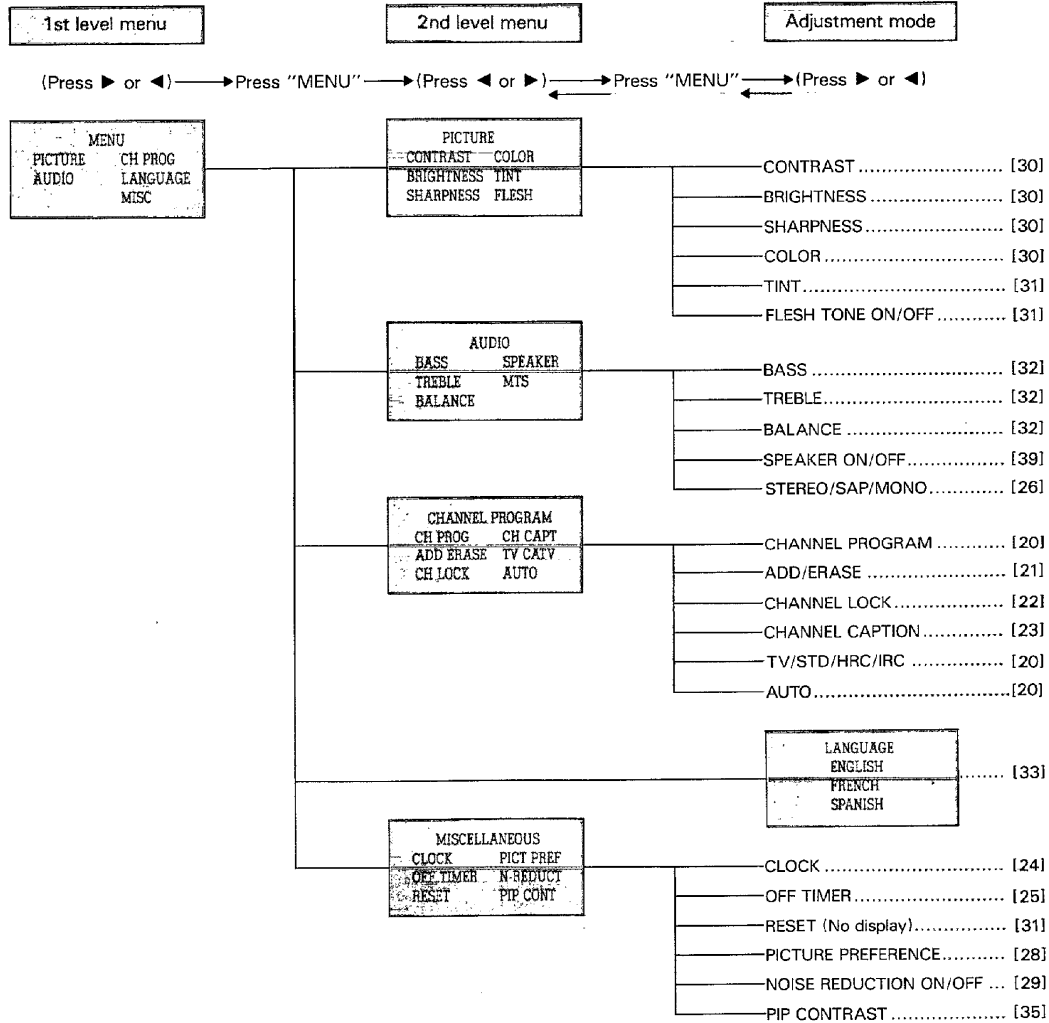 1st level menu
2nd level menu
Adjustment mode
(Press ▶ or ◀) → Press "MENU" → (Press ◀ or ▶) → Press "MENU" → (Press ▶ or ◀)
MENU
PICTURE CH PROG
AUDIO LANGUAGE
MISC
PICTURE
CONTRAST COLOR
BRIGHTNESS TINT
SHARPNESS FLESH
CONTRAST ........................ [30]
BRIGHTNESS....................... [30]
SHARPNESS....................... [30]
COLOR .............................. [30]
TINT.................................. [31]
FLESH TONE ON/OFF............ [31]
AUDIO
BASS SPEAKER
TREBLE MTS
BALANCE
BASS ................................. [32]
TREBLE............................... [32]
BALANCE ........................... [32]
SPEAKER ON/OFF................ [39]
STEREO/SAP/MONO............. [26]
CHANNEL PROGRAM
CH PROG CH CAPT
ADD ERASE TV CATV
CH LOCK AUTO
CHANNEL PROGRAM ............ [20]
ADD/ERASE ........................ [21]
CHANNEL LOCK................... [22]
CHANNEL CAPTION.............. [23]
TV/STD/HRC/IRC ................ [20]
AUTO.................................[20]
LANGUAGE
ENGLISH
FRENCH
SPANISH
........ [33]
MISCELLANEOUS
CLOCK PICT PREF
OFF TIMER N-REDUCT
RESET PIP CONT
CLOCK .............................. [24]
OFF TIMER......................... [25]
RESET (No display)............... [31]
PICTURE PREFERENCE.......... [28]
NOISE REDUCTION ON/OFF ... [29]
PIP CONTRAST ................... [35]